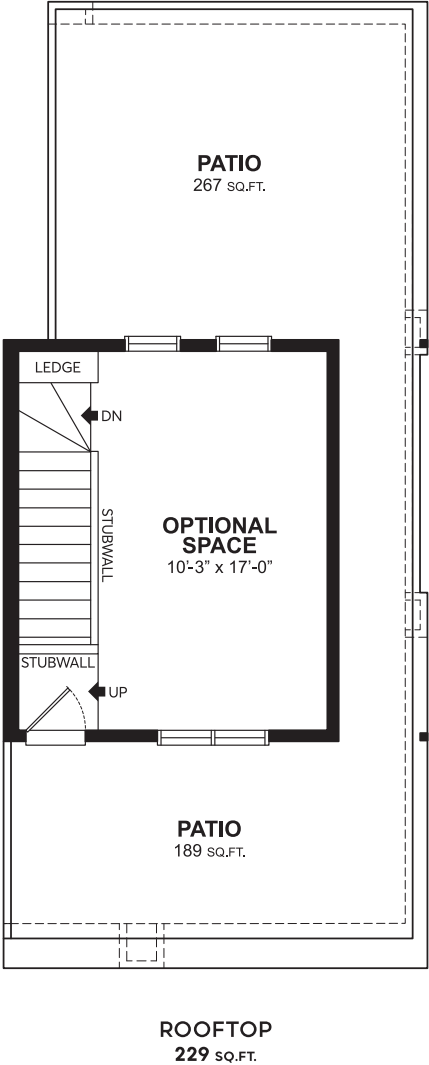 PATIO
267 SQ.FT.
LEDGE
DN
STUBWALL
OPTIONAL
SPACE
10'-3" x 17'-0"
STUBWALL
UP
PATIO
189 SQ.FT.
ROOFTOP
229 SQ.FT.